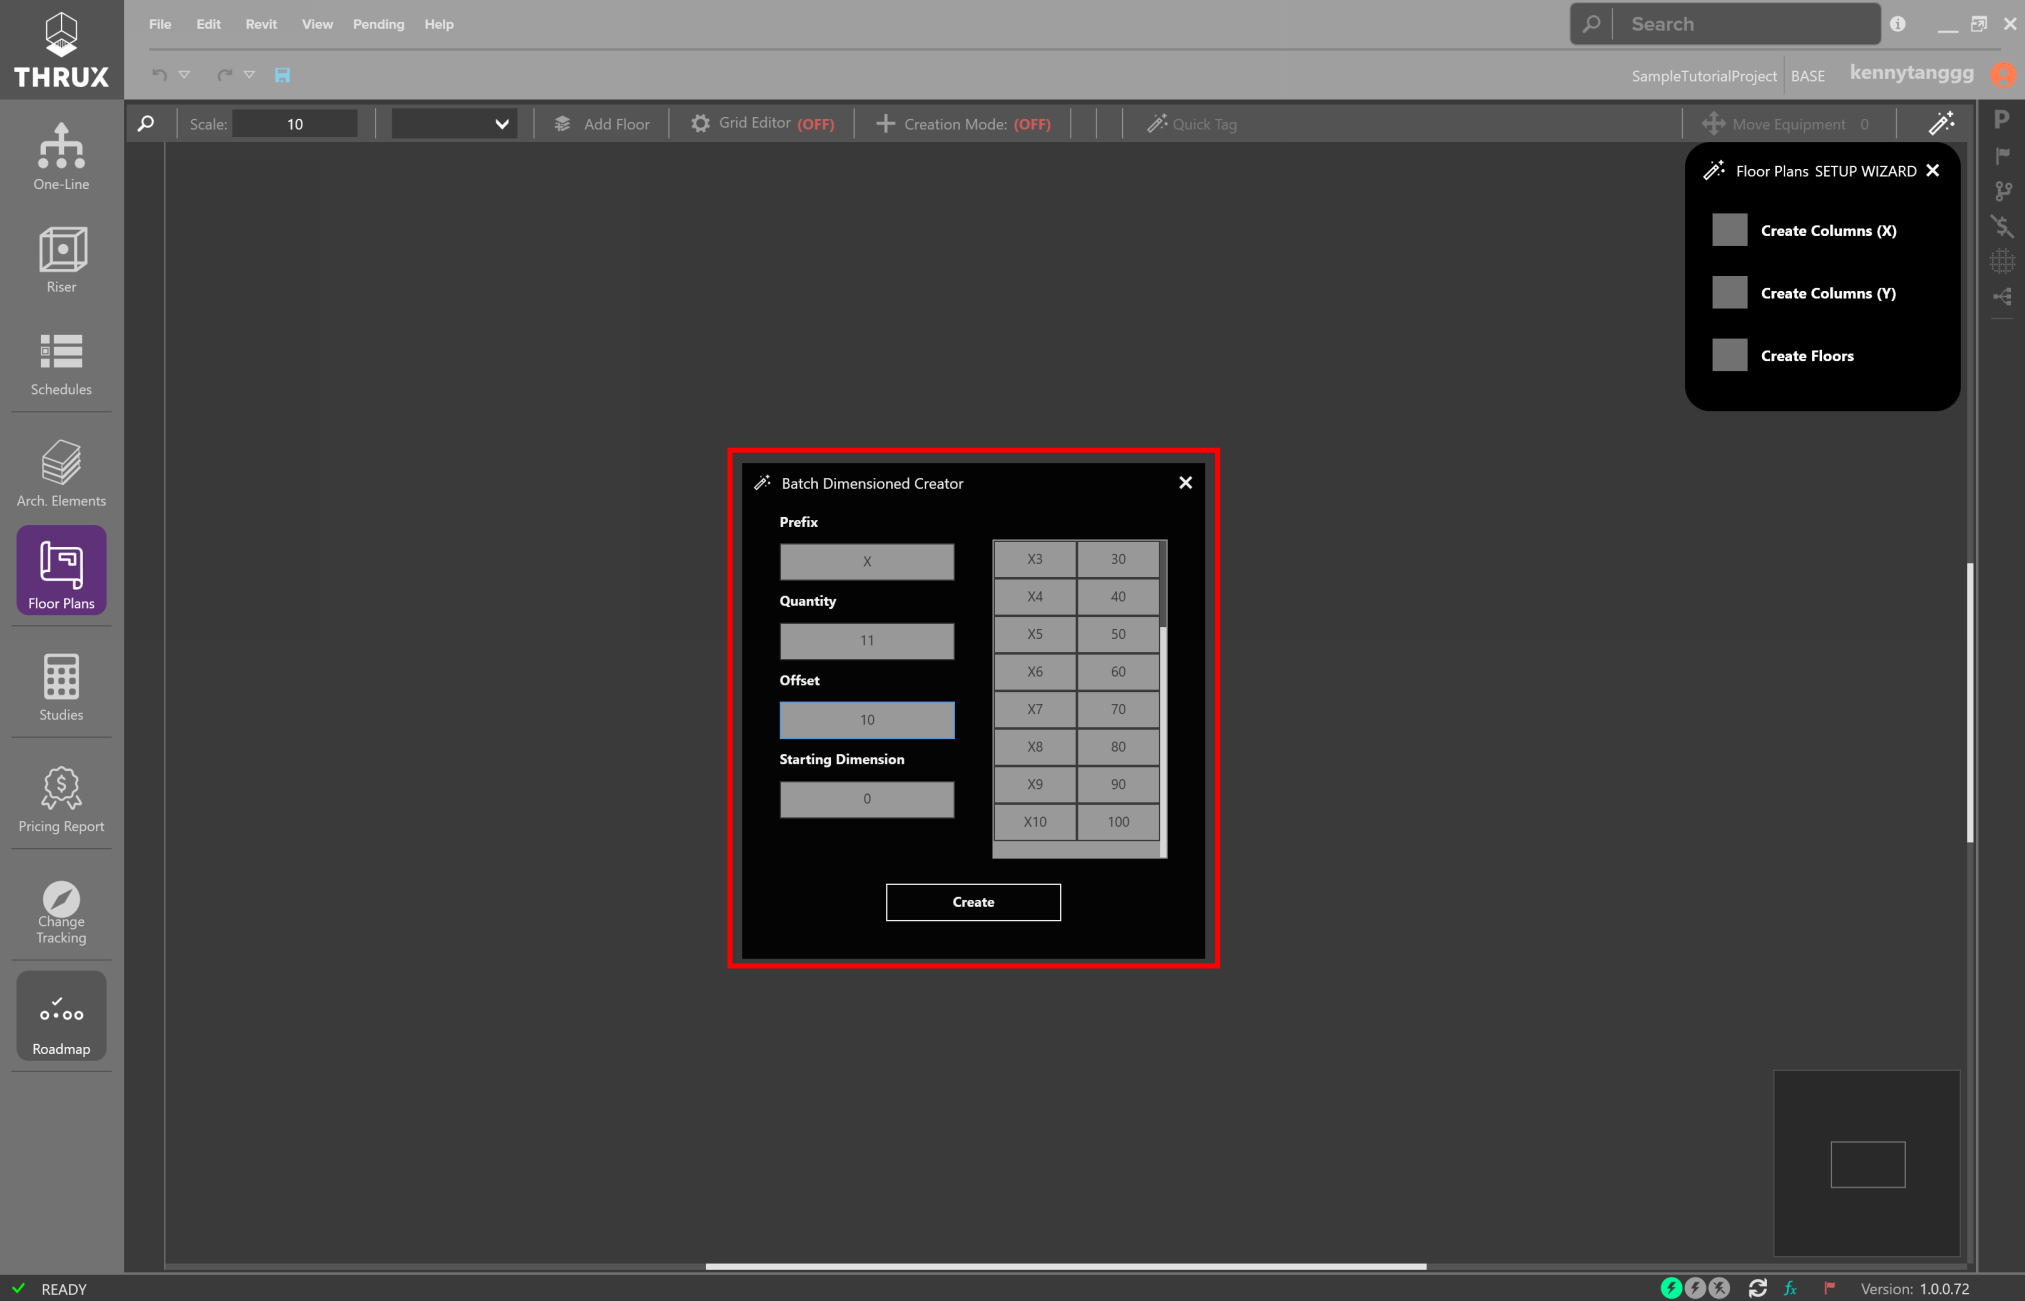 THRUX
File Edit Revit View Pending Help
Search
SampleTutorialProject BASE kennytanggg
Scale: 10 Add Floor Grid Editor (OFF) Creation Mode: (OFF) Quick Tag Move Equipment 0
P
One-Line
Riser
Schedules
Arch. Elements
Floor Plans
Studies
Pricing Report
Change
Tracking
Roadmap
Floor Plans SETUP WIZARD
Create Columns (X)
Create Columns (Y)
Create Floors
Batch Dimensioned Creator
Prefix
X
Quantity
11
Offset
10
Starting Dimension
0
X3 30
X4 40
X5 50
X6 60
X7 70
X8 80
X9 90
X10 100
Create
READY
fx
Version: 1.0.0.72